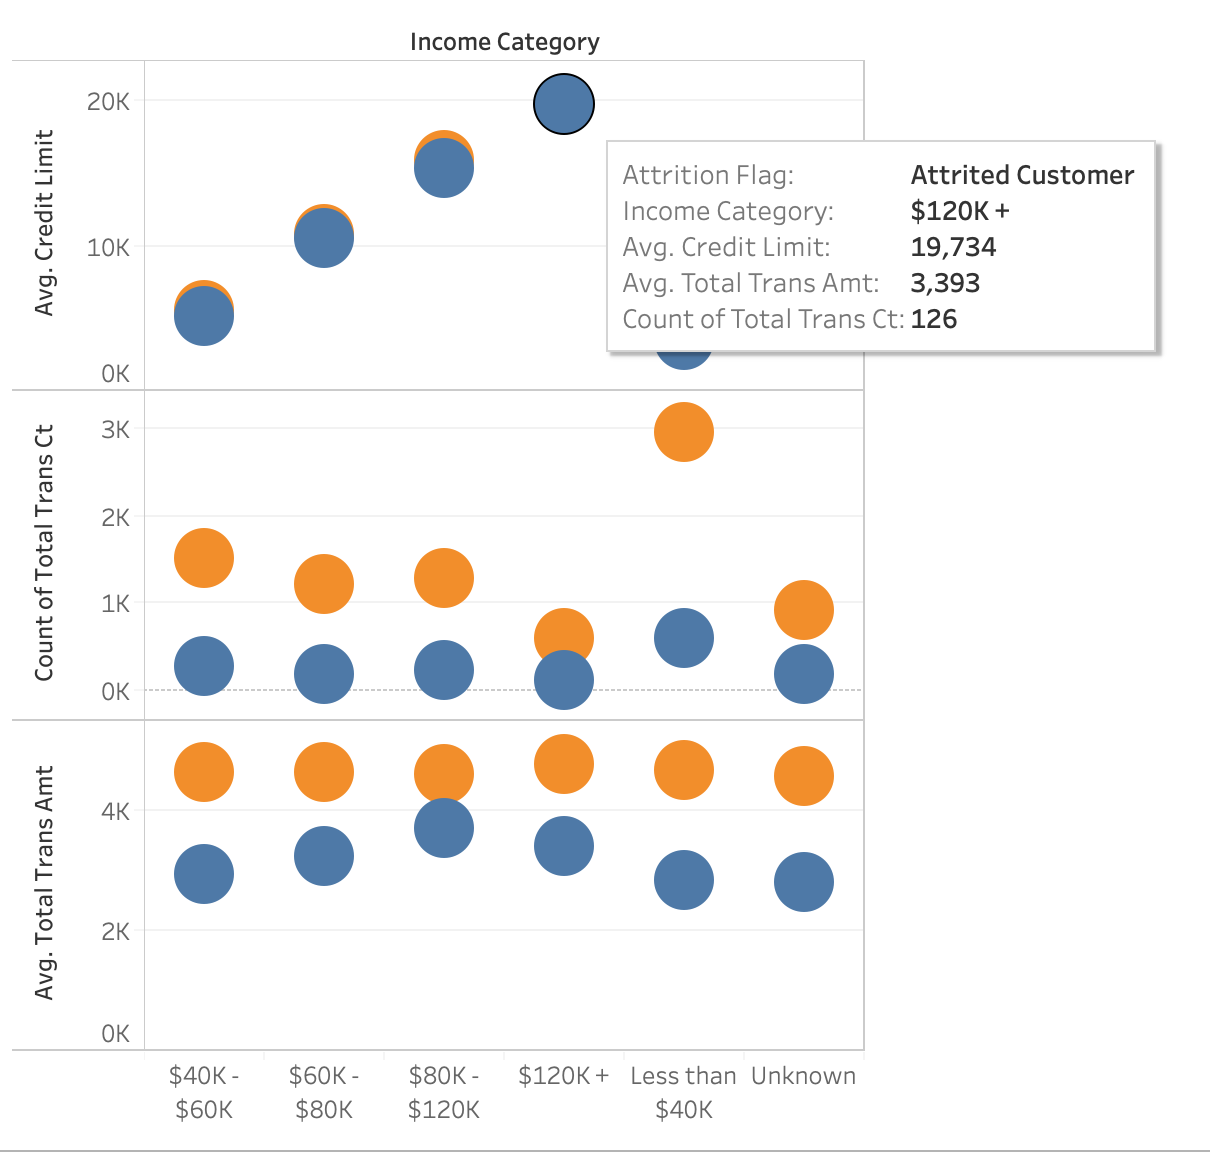 Income Category
Avg. Credit Limit
20K
10K
0K
Attrition Flag: Attrited Customer
Income Category: $120K +
Avg. Credit Limit: 19,734
Avg. Total Trans Amt: 3,393
Count of Total Trans Ct: 126
Count of Total Trans Ct
3K
2K
1K
0K
Avg. Total Trans Amt
4K
2K
0K
$40K - $60K
$60K - $80K
$80K - $120K
$120K +
Less than $40K
Unknown